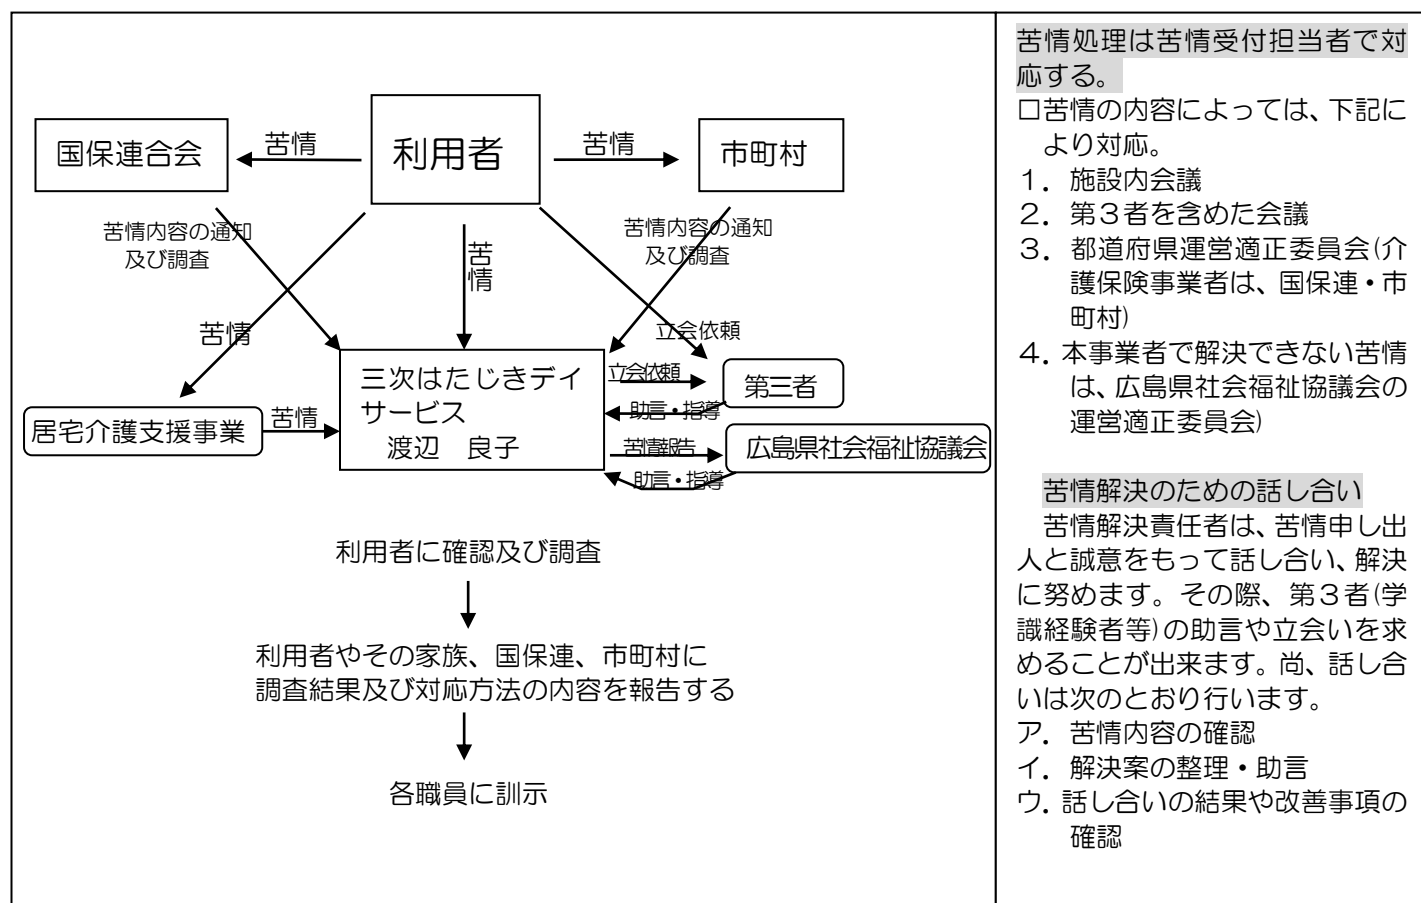 国保連合会
苦情
利用者
苦情
市町村
苦情内容の通知
及び調査
苦情
苦情内容の通知
及び調査
苦情
立会依頼
三次はたじきデイ
サービス
渡辺　良子
立会依頼
第三者
助言・指導
居宅介護支援事業
苦情
苦情報告
広島県社会福祉協議会
助言・指導
利用者に確認及び調査
利用者やその家族、国保連、市町村に
調査結果及び対応方法の内容を報告する
各職員に訓示
苦情処理は苦情受付担当者で対
応する。
□苦情の内容によっては、下記に
より対応。
１．施設内会議
２．第３者を含めた会議
３．都道府県運営適正委員会(介
護保険事業者は、国保連・市
町村)
４．本事業者で解決できない苦情
は、広島県社会福祉協議会の
運営適正委員会)
苦情解決のための話し合い
苦情解決責任者は、苦情申し出
人と誠意をもって話し合い、解決
に努めます。その際、第３者(学
識経験者等)の助言や立会いを求
めることが出来ます。尚、話し合
いは次のとおり行います。
ア．苦情内容の確認
イ．解決案の整理・助言
ウ．話し合いの結果や改善事項の
確認